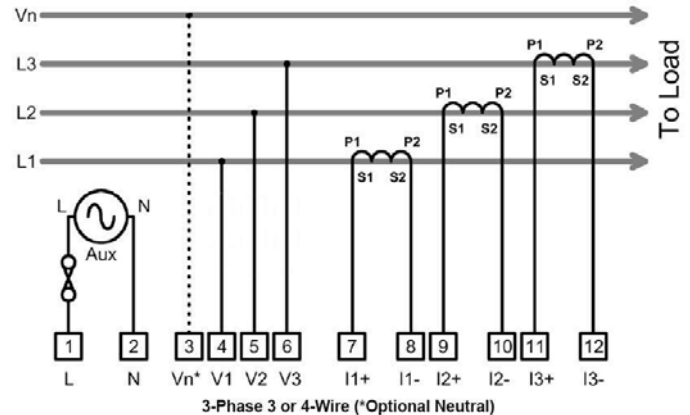 Vn
L3
L2
L1
To Load
P1 P2
S1 S2
P1 P2
S1 S2
P1 P2
S1 S2
L N
Aux
1 2 3 4 5 6 7 8 9 10 11 12
L N Vn* V1 V2 V3 I1+ I1- I2+ I2- I3+ I3-
3-Phase 3 or 4-Wire (*Optional Neutral)